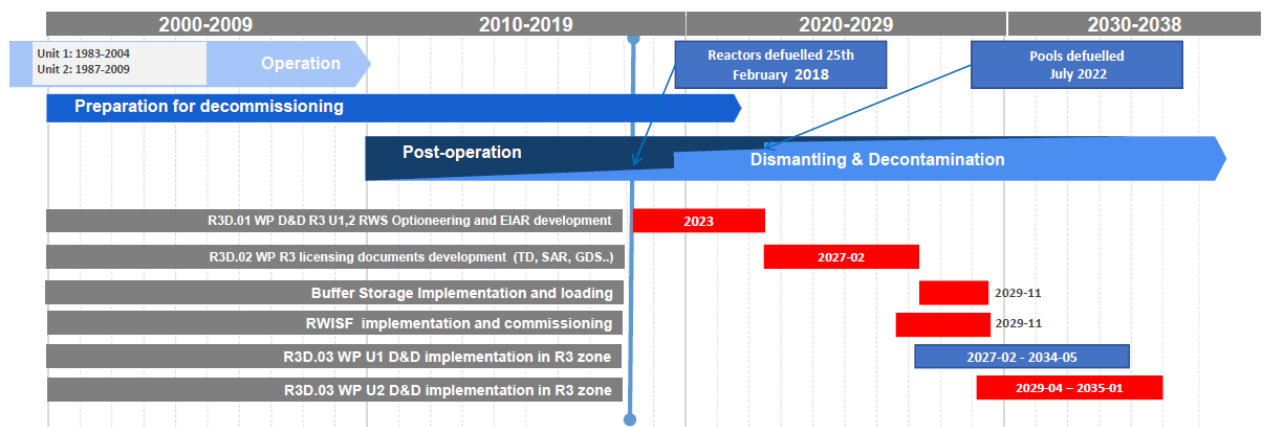 2000-2009
2010-2019
2020-2029
2030-2038
Unit 1: 1983-2004
Unit 2: 1987-2009
Operation
Reactors defuelled 25th
February 2018
Pools defuelled
July 2022
Preparation for decommissioning
Post-operation
Dismantling & Decontamination
R3D.01 WP D&D R3 U1,2 RWS Optioneering and EIAR development
2023
R3D.02 WP R3 licensing documents development (TD, SAR, GDS..)
2027-02
Buffer Storage Implementation and loading
2029-11
RWISF implementation and commissioning
2029-11
R3D.03 WP U1 D&D implementation in R3 zone
2027-02 - 2034-05
R3D.03 WP U2 D&D implementation in R3 zone
2029-04 – 2035-01